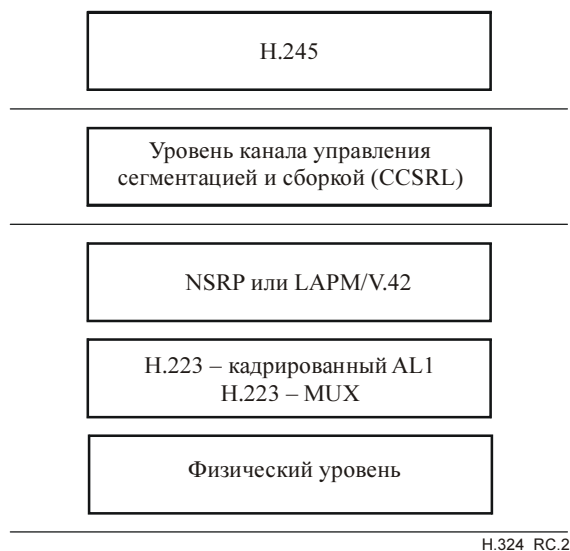 H.245
Уровень канала управления
сегментацией и сборкой (CCSRL)
NSRP или LAPM/V.42
H.223 – кадрированный AL1
H.223 – MUX
Физический уровень
H.324_RC.2